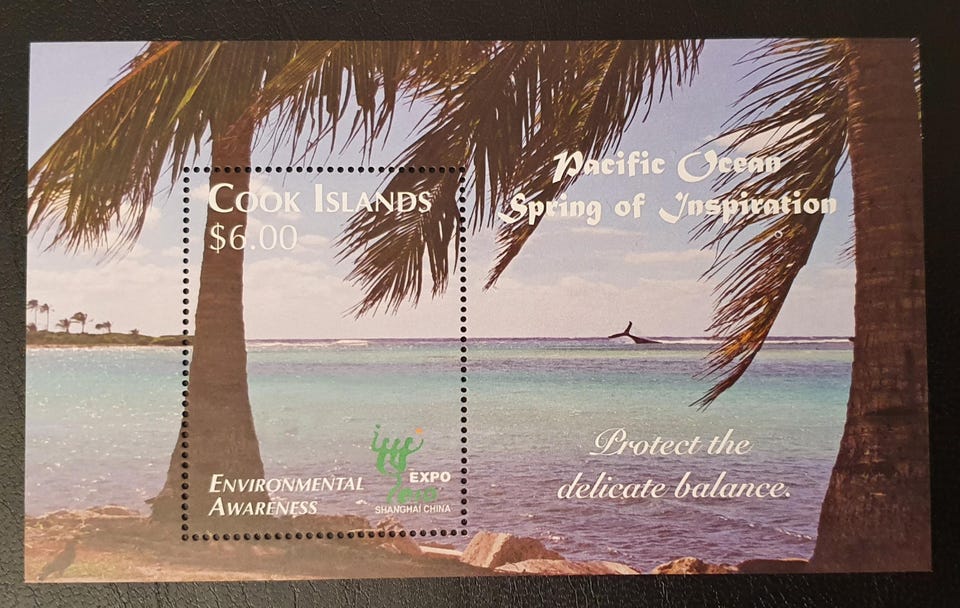 COOK ISLANDS
$6.00
Pacific Ocean
Spring of Inspiration
Protect the
delicate balance.
ENVIRONMENTAL
AWARENESS
EXPO
2010
SHANGHAI CHINA